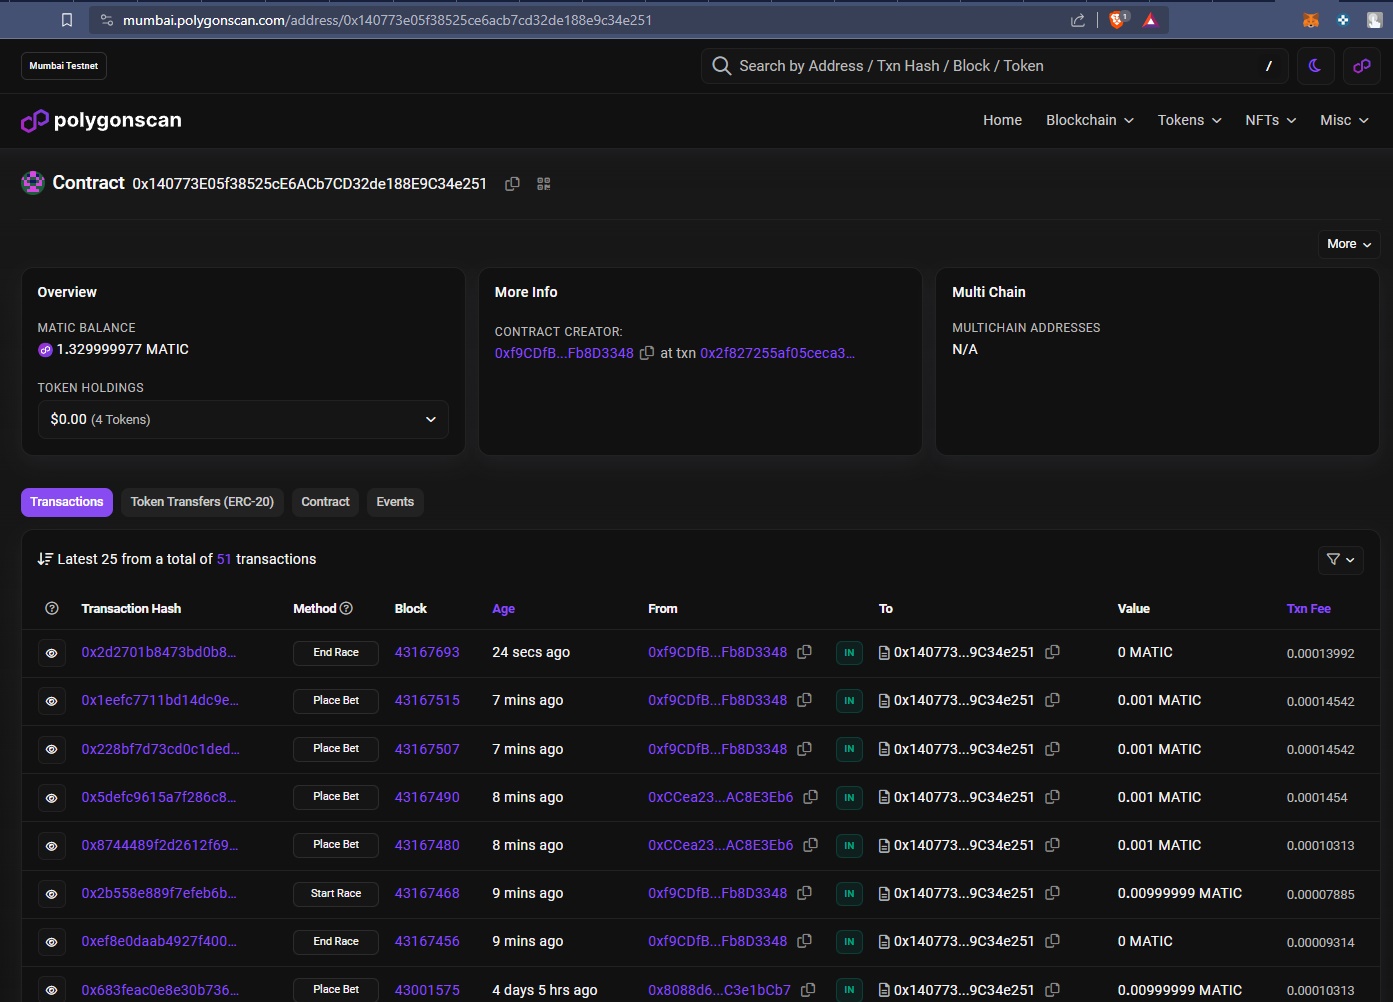 mumbai.polygonscan.com/address/0x140773e05f38525ce6acb7cd32de188e9c34e251
1
Mumbai Testnet
Search by Address / Txn Hash / Block / Token /
polygonscan Home Blockchain Tokens NFTs Misc
Contract 0x140773E05f38525cE6ACb7CD32de188E9C34e251
More
Overview
MATIC BALANCE
1.329999977 MATIC
TOKEN HOLDINGS
$0.00 (4 Tokens)
More Info
CONTRACT CREATOR:
0xf9CDfB...Fb8D3348 at txn 0x2f827255af05ceca3...
Multi Chain
MULTICHAIN ADDRESSES
N/A
Transactions Token Transfers (ERC-20) Contract Events
Latest 25 from a total of 51 transactions
Transaction Hash Method Block Age From To Value Txn Fee
0x2d2701b8473bd0b8... End Race 43167693 24 secs ago 0xf9CDfB...Fb8D3348 IN 0x140773...9C34e251 0 MATIC 0.00013992
0x1eefc7711bd14dc9e... Place Bet 43167515 7 mins ago 0xf9CDfB...Fb8D3348 IN 0x140773...9C34e251 0.001 MATIC 0.00014542
0x228bf7d73cd0c1ded... Place Bet 43167507 7 mins ago 0xf9CDfB...Fb8D3348 IN 0x140773...9C34e251 0.001 MATIC 0.00014542
0x5defc9615a7f286c8... Place Bet 43167490 8 mins ago 0xCCea23...AC8E3Eb6 IN 0x140773...9C34e251 0.001 MATIC 0.0001454
0x8744489f2d2612f69... Place Bet 43167480 8 mins ago 0xCCea23...AC8E3Eb6 IN 0x140773...9C34e251 0.001 MATIC 0.00010313
0x2b558e889f7efeb6b... Start Race 43167468 9 mins ago 0xf9CDfB...Fb8D3348 IN 0x140773...9C34e251 0.00999999 MATIC 0.00007885
0xef8e0daab4927f400... End Race 43167456 9 mins ago 0xf9CDfB...Fb8D3348 IN 0x140773...9C34e251 0 MATIC 0.00009314
0x683feac0e8e30b736... Place Bet 43001575 4 days 5 hrs ago 0x8088d6...C3e1bCb7 IN 0x140773...9C34e251 0.001 MATIC 0.00010313